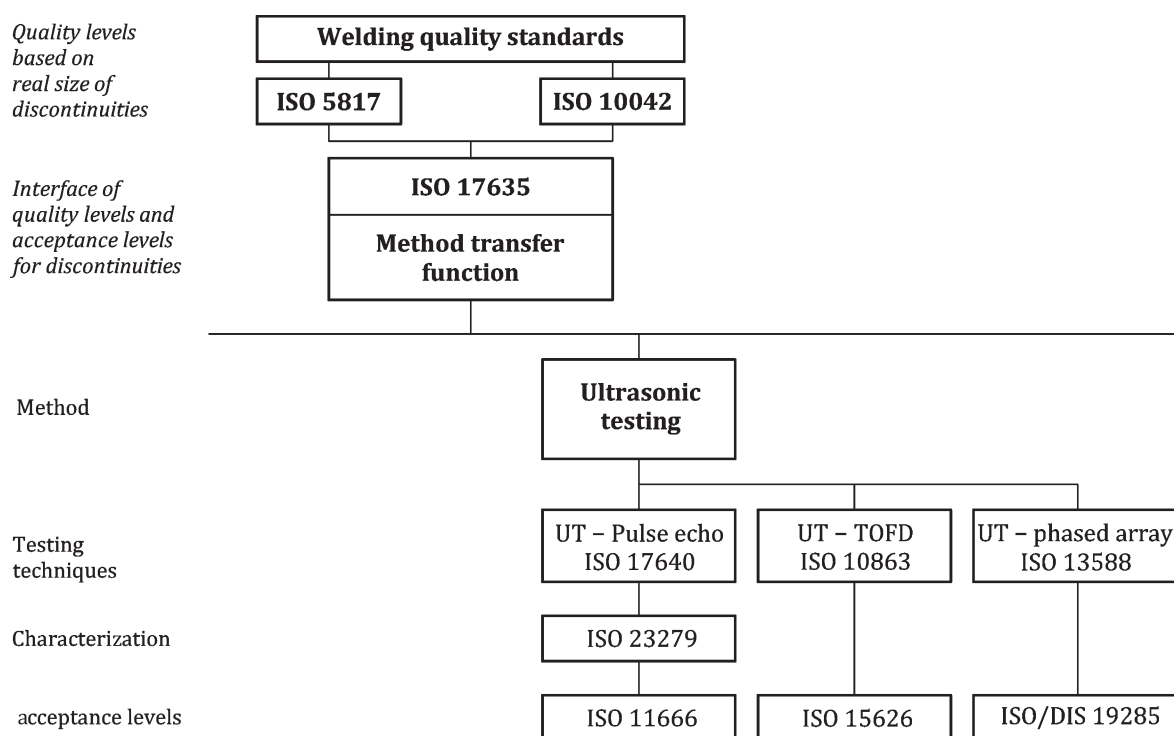 Quality levels
based on
real size of
discontinuities
Welding quality standards
ISO 5817
ISO 10042
Interface of
quality levels and
acceptance levels
for discontinuities
ISO 17635
Method transfer
function
Method
Ultrasonic
testing
Testing
techniques
UT – Pulse echo
ISO 17640
UT – TOFD
ISO 10863
UT – phased array
ISO 13588
Characterization
ISO 23279
acceptance levels
ISO 11666
ISO 15626
ISO/DIS 19285